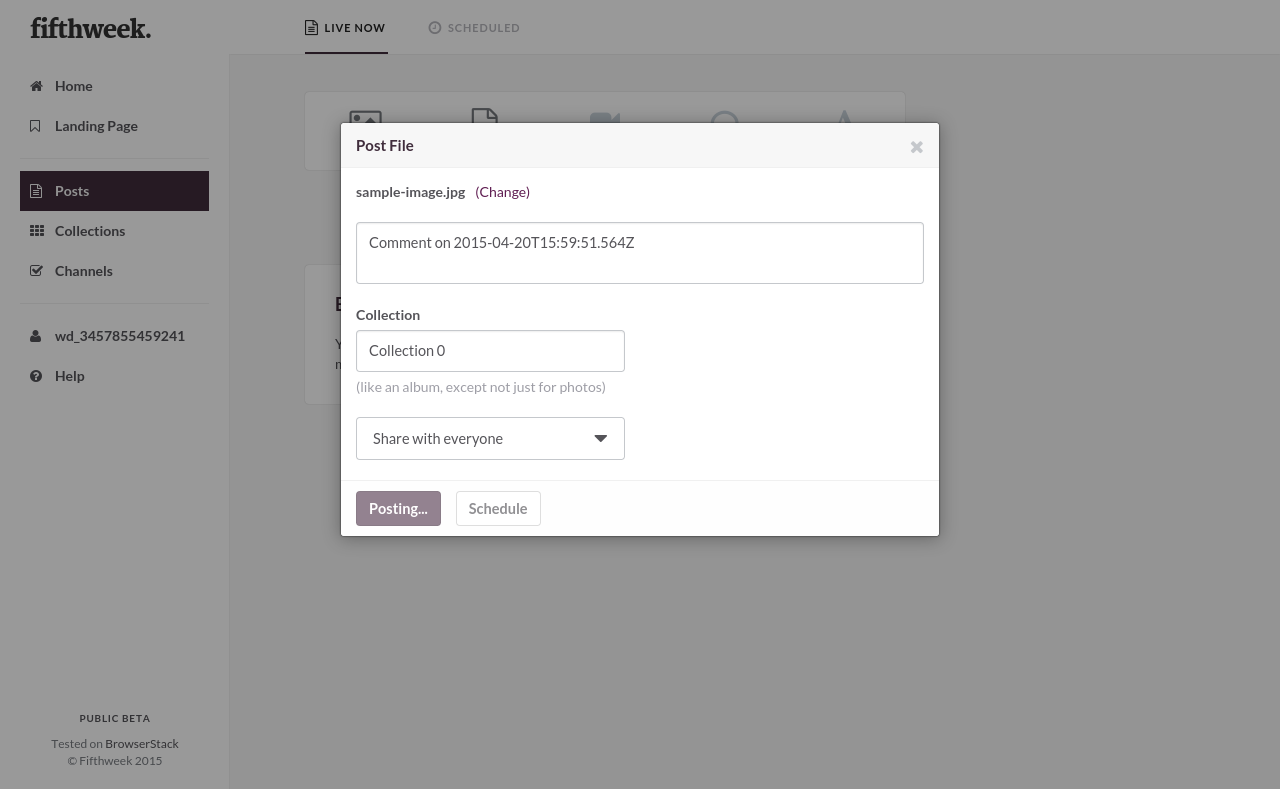 fifthweek.
LIVE NOW
SCHEDULED
Home
Landing Page
Posts
Collections
Channels
wd_3457855459241
Help
Post File
sample-image.jpg (Change)
Comment on 2015-04-20T15:59:51.564Z
Collection
Collection 0
(like an album, except not just for photos)
Share with everyone
Posting...
Schedule
PUBLIC BETA
Tested on BrowserStack
© Fifthweek 2015